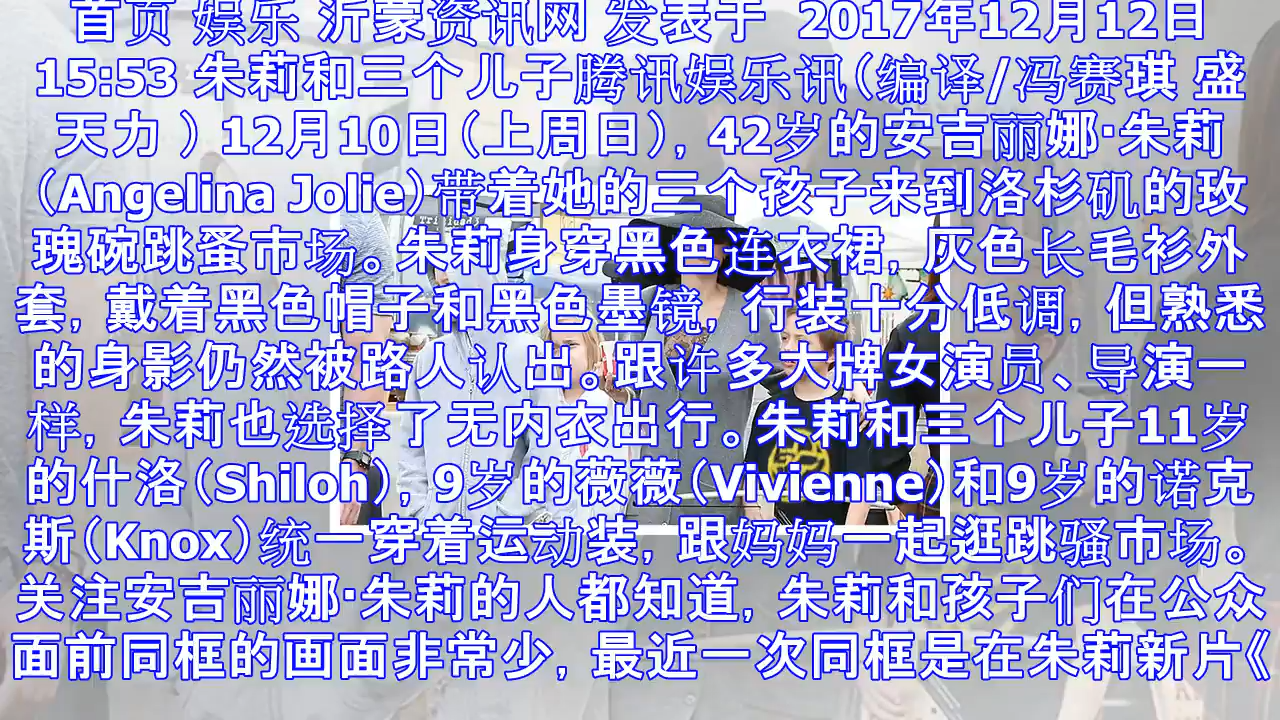 首页 娱乐 沂蒙资讯网 发表于 2017年12月12日
15:53 朱莉和三个儿子腾讯娱乐讯（编译/冯赛琪 盛
天力 ）12月10日（上周日），42岁的安吉丽娜·朱莉
（Angelina Jolie）带着她的三个孩子来到洛杉矶的玫
瑰碗跳蚤市场。朱莉身穿黑色连衣裙，灰色长毛衫外
套，戴着黑色帽子和黑色墨镜，行装十分低调，但熟悉
的身影仍然被路人认出。跟许多大牌女演员、导演一
样，朱莉也选择了无内衣出行。朱莉和三个儿子11岁
的什洛（Shiloh），9岁的薇薇（Vivienne）和9岁的诺克
斯（Knox）统一穿着运动装，跟妈妈一起逛跳骚市场。
关注安吉丽娜·朱莉的人都知道，朱莉和孩子们在公众
面前同框的画面非常少，最近一次同框是在朱莉新片《